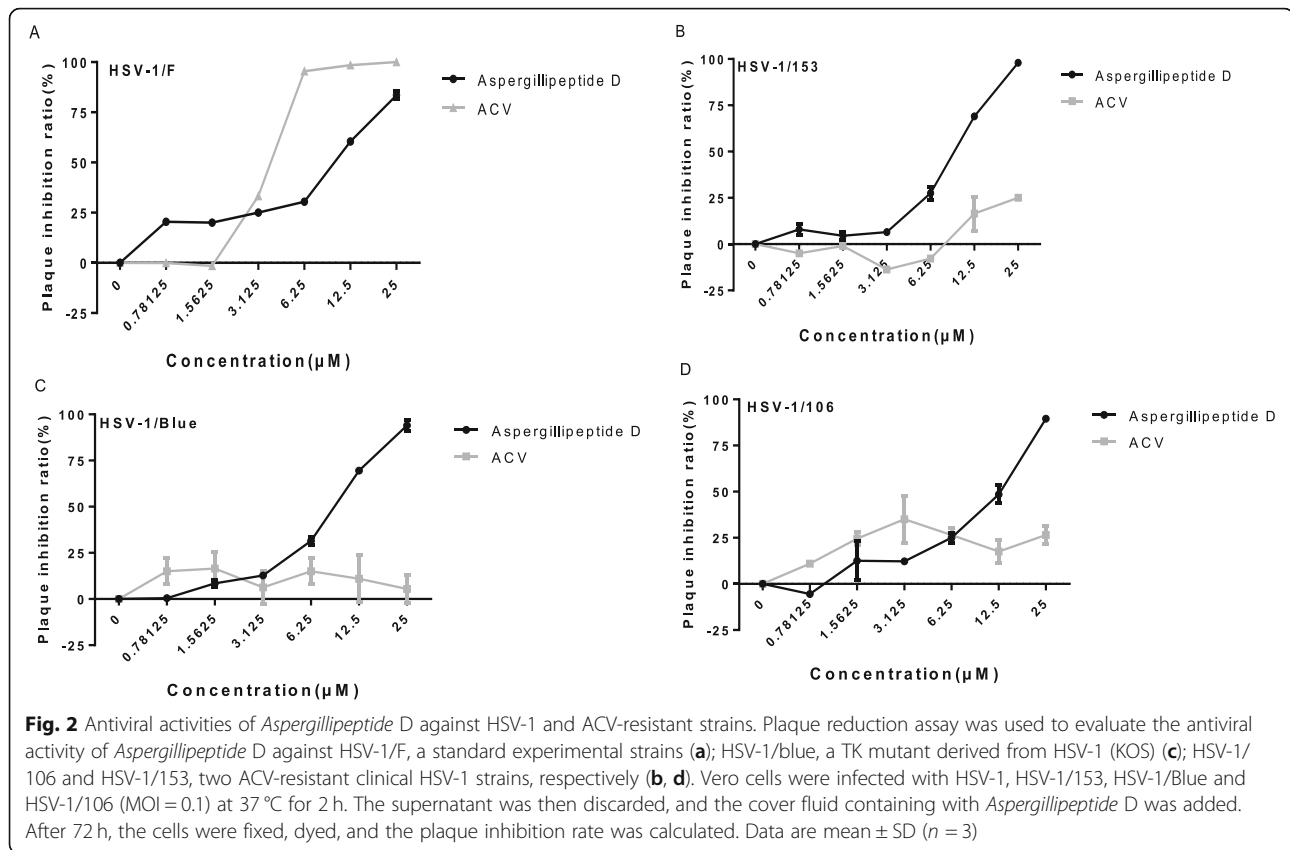 A
HSV-1/F
Plaque inhibition ratio(%)
100
75
50
25
0
-25
0
0.78125
1.5625
3.125
6.25
12.5
25
Concentration(µM)
Aspergillipeptide D
ACV
B
HSV-1/153
Plaque inhibition ratio(%)
100
75
50
25
0
-25
0
0.78125
1.5625
3.125
6.25
12.5
25
Concentration(µM)
Aspergillipeptide D
ACV
C
HSV-1/Blue
Plaque inhibition ratio(%)
100
75
50
25
0
-25
0
0.78125
1.5625
3.125
6.25
12.5
25
Concentration(µM)
Aspergillipeptide D
ACV
D
HSV-1/106
Plaque inhibition ratio(%)
100
75
50
25
0
-25
0
0.78125
1.5625
3.125
6.25
12.5
25
Concentration(µM)
Aspergillipeptide D
ACV
Fig. 2 Antiviral activities of Aspergillipeptide D against HSV-1 and ACV-resistant strains. Plaque reduction assay was used to evaluate the antiviral
activity of Aspergillipeptide D against HSV-1/F, a standard experimental strains (a); HSV-1/blue, a TK mutant derived from HSV-1 (KOS) (c); HSV-1/
106 and HSV-1/153, two ACV-resistant clinical HSV-1 strains, respectively (b, d). Vero cells were infected with HSV-1, HSV-1/153, HSV-1/Blue and
HSV-1/106 (MOI = 0.1) at 37 °C for 2 h. The supernatant was then discarded, and the cover fluid containing with Aspergillipeptide D was added.
After 72 h, the cells were fixed, dyed, and the plaque inhibition rate was calculated. Data are mean ± SD (n = 3)